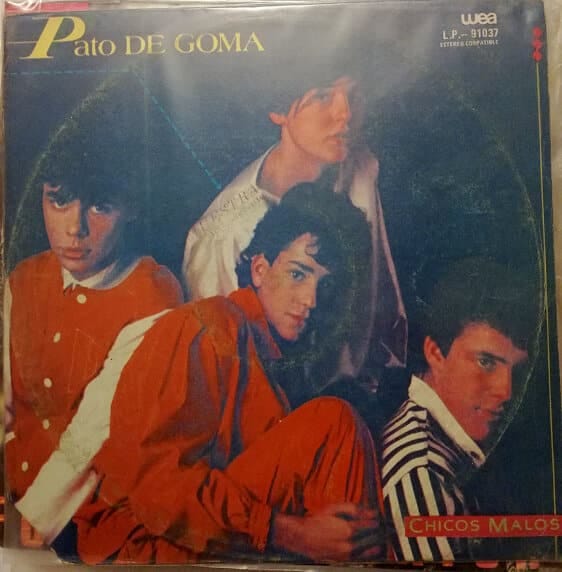 Pato DE GOMA
wea
L.P.- 91037
ESTEREO COMPATIBLE
CHICOS MALOS